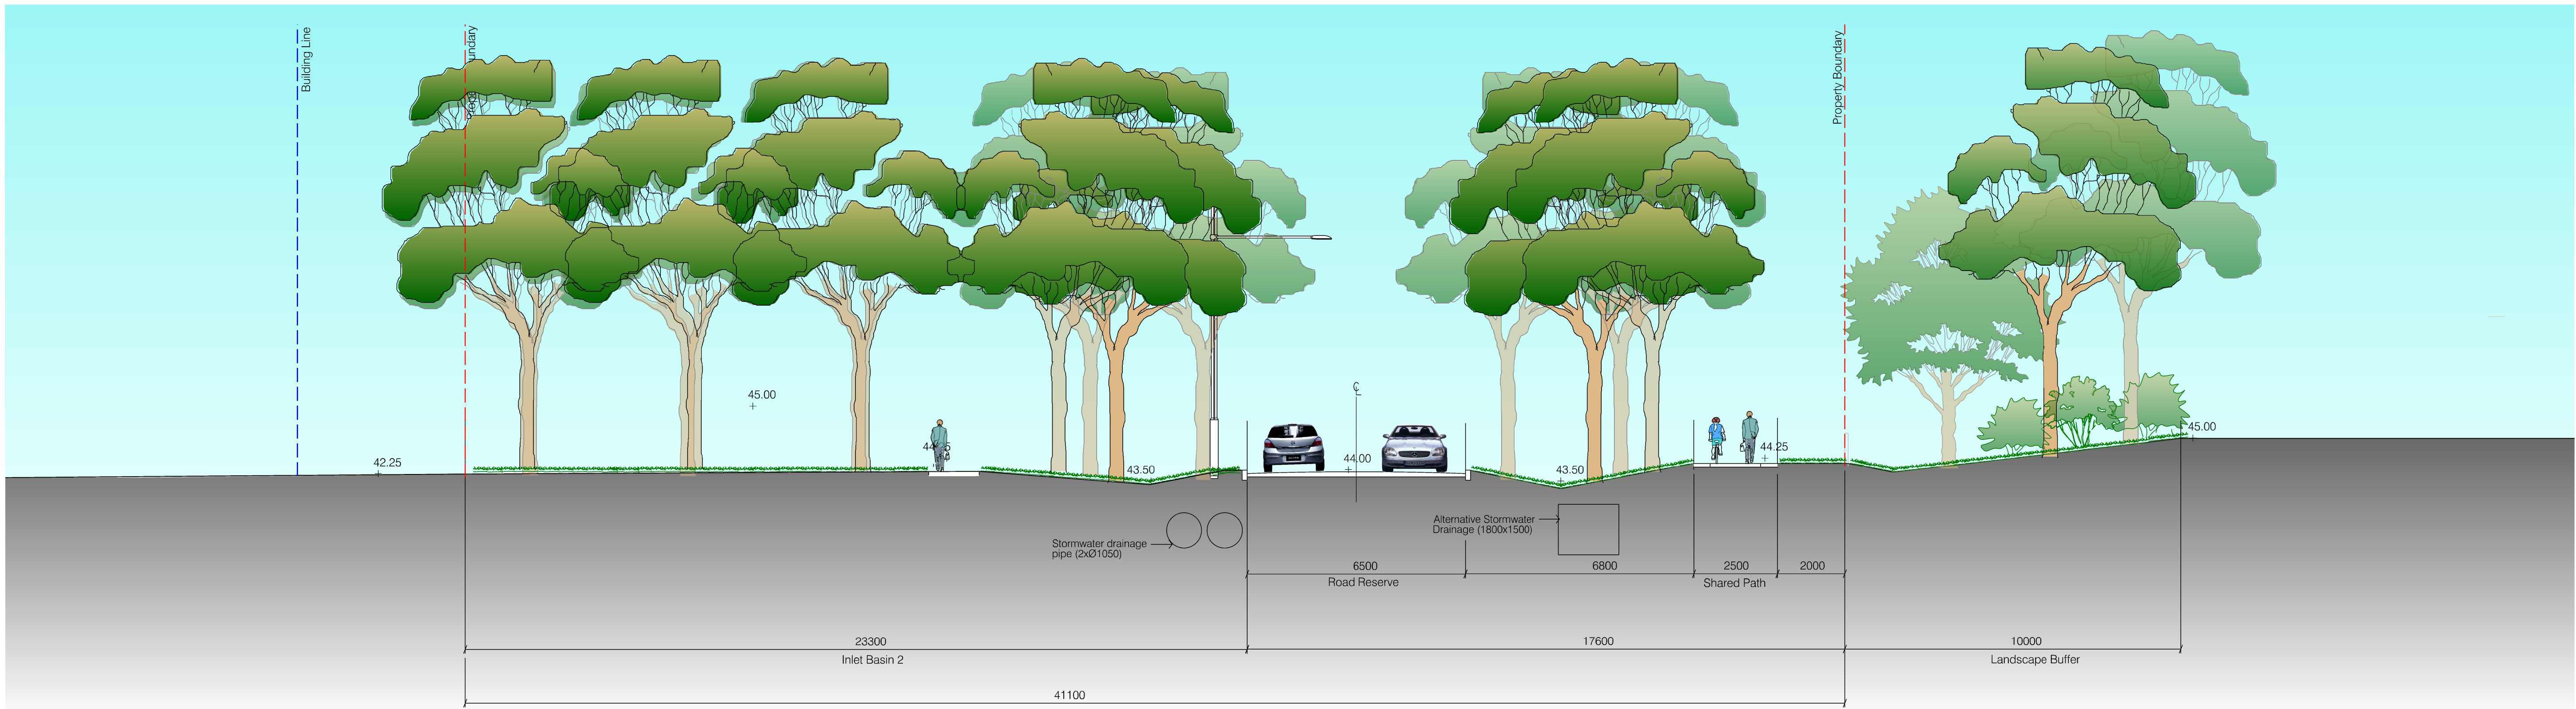 Building Line
undary
Property Boundary
45.00
42.25
43.50
44.00
43.50
44.25
45.00
Stormwater drainage
pipe (2xØ1050)
Alternative Stormwater
Drainage (1800x1500)
6500
Road Reserve
6800
2500
Shared Path
2000
23300
Inlet Basin 2
17600
10000
Landscape Buffer
41100